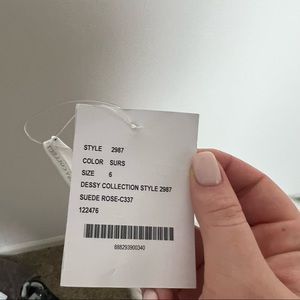 STYLE 2987
COLOR SURS
SIZE 6
DESSY COLLECTION STYLE 2987
SUEDE ROSE-C337
122476
888293900340